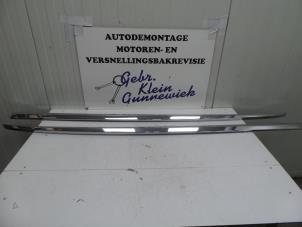 AUTODEMONTAGE
MOTOREN- EN
VERSNELLINGSBAKREVISIE
Gebr.
Klein
Gunnewiek